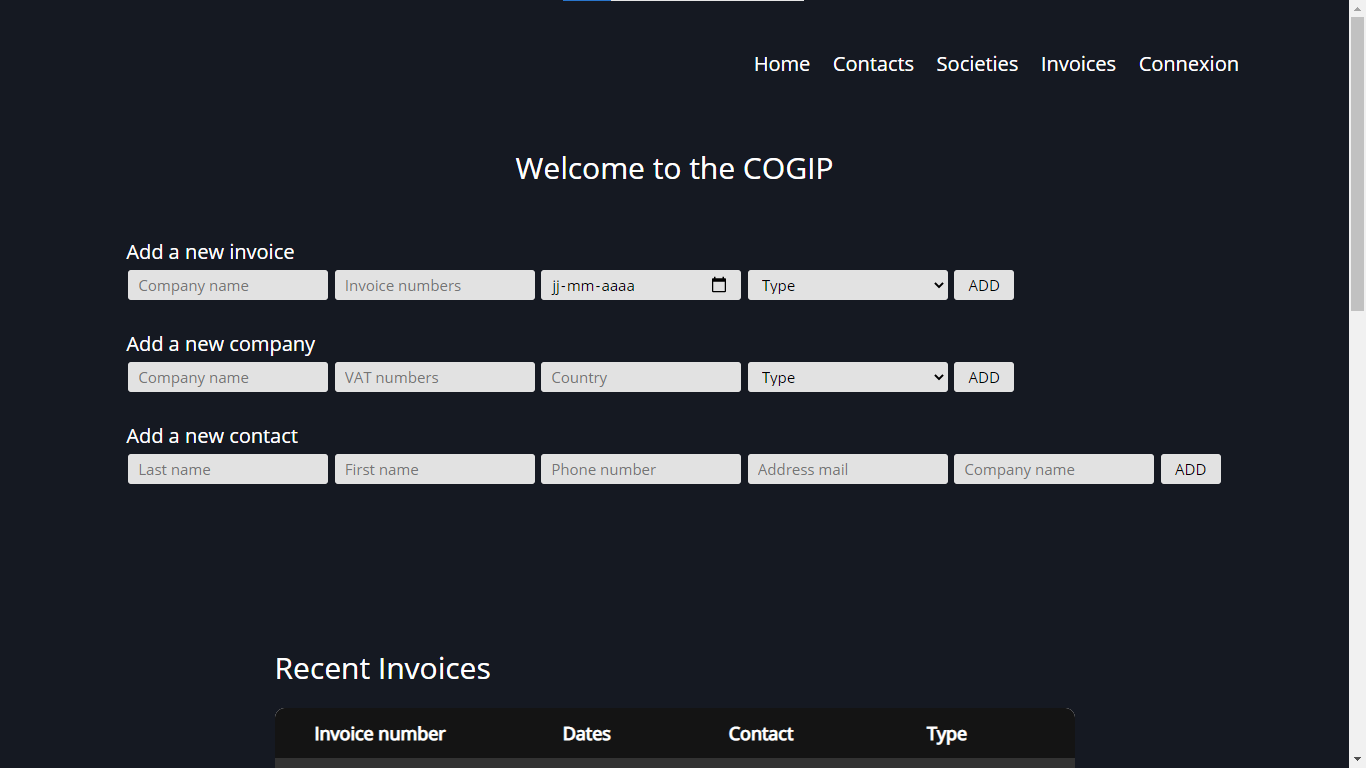 Home Contacts Societies Invoices Connexion
Welcome to the COGIP
Add a new invoice
Company name Invoice numbers jj-mm-aaaa Type ADD
Add a new company
Company name VAT numbers Country Type ADD
Add a new contact
Last name First name Phone number Address mail Company name ADD
Recent Invoices
Invoice number Dates Contact Type